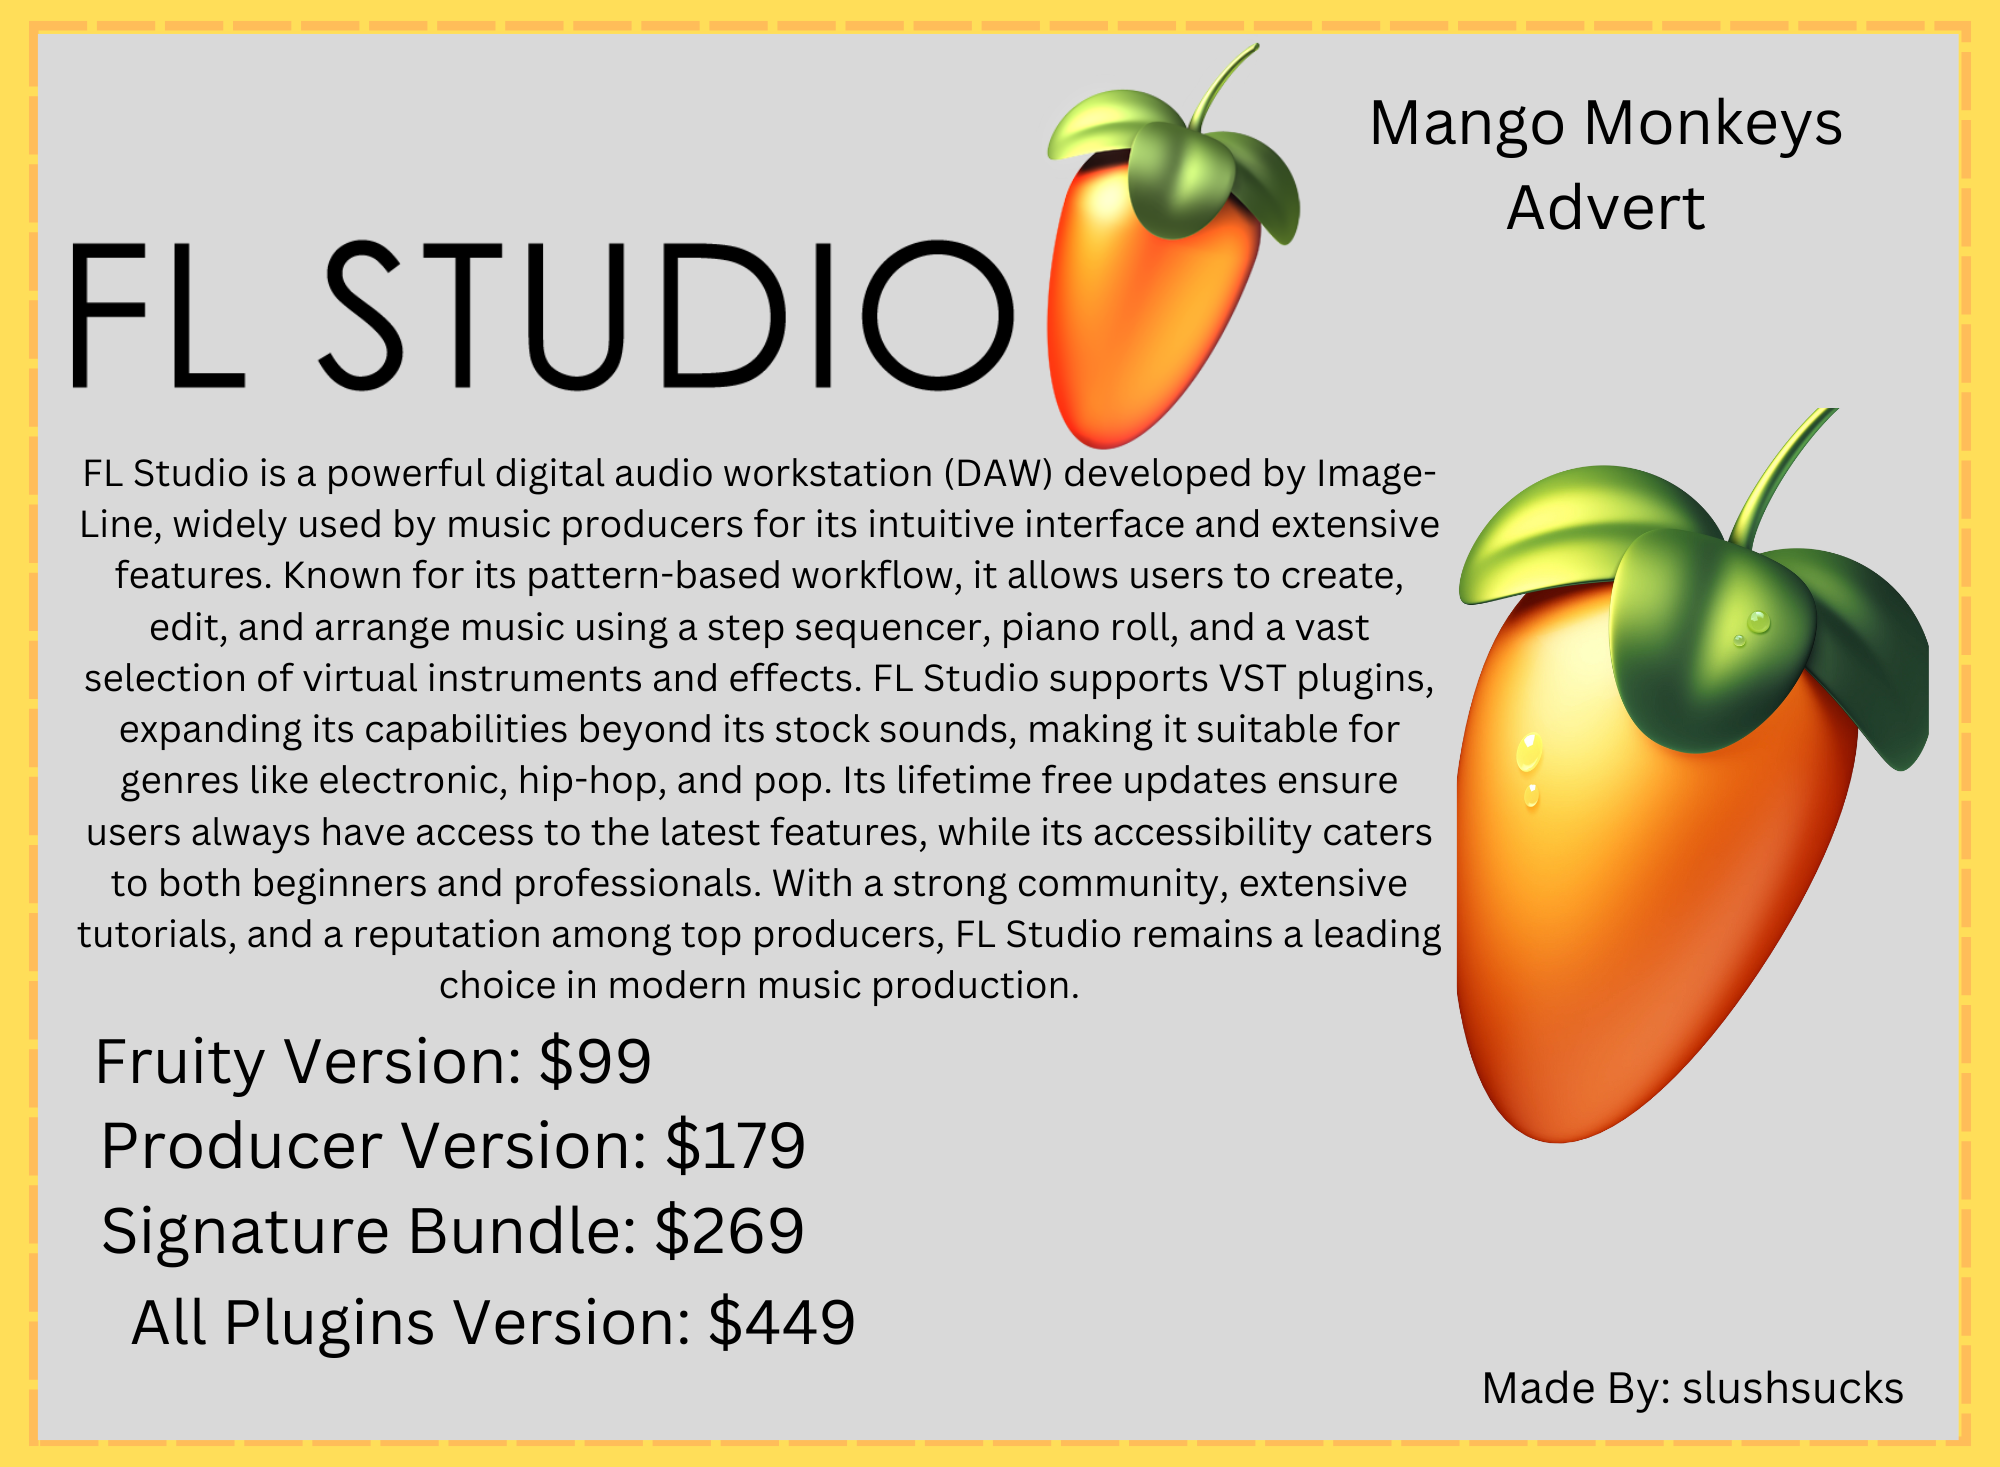 Mango Monkeys
Advert
FL STUDIO
FL Studio is a powerful digital audio workstation (DAW) developed by Image-
Line, widely used by music producers for its intuitive interface and extensive
features. Known for its pattern-based workflow, it allows users to create,
edit, and arrange music using a step sequencer, piano roll, and a vast
selection of virtual instruments and effects. FL Studio supports VST plugins,
expanding its capabilities beyond its stock sounds, making it suitable for
genres like electronic, hip-hop, and pop. Its lifetime free updates ensure
users always have access to the latest features, while its accessibility caters
to both beginners and professionals. With a strong community, extensive
tutorials, and a reputation among top producers, FL Studio remains a leading
choice in modern music production.
Fruity Version: $99
Producer Version: $179
Signature Bundle: $269
All Plugins Version: $449
Made By: slushsucks